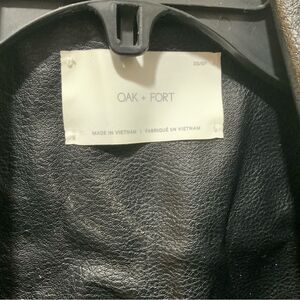 OAK + FORT
MADE IN VIETNAM | FABRIQUÉ EN VIETNAM